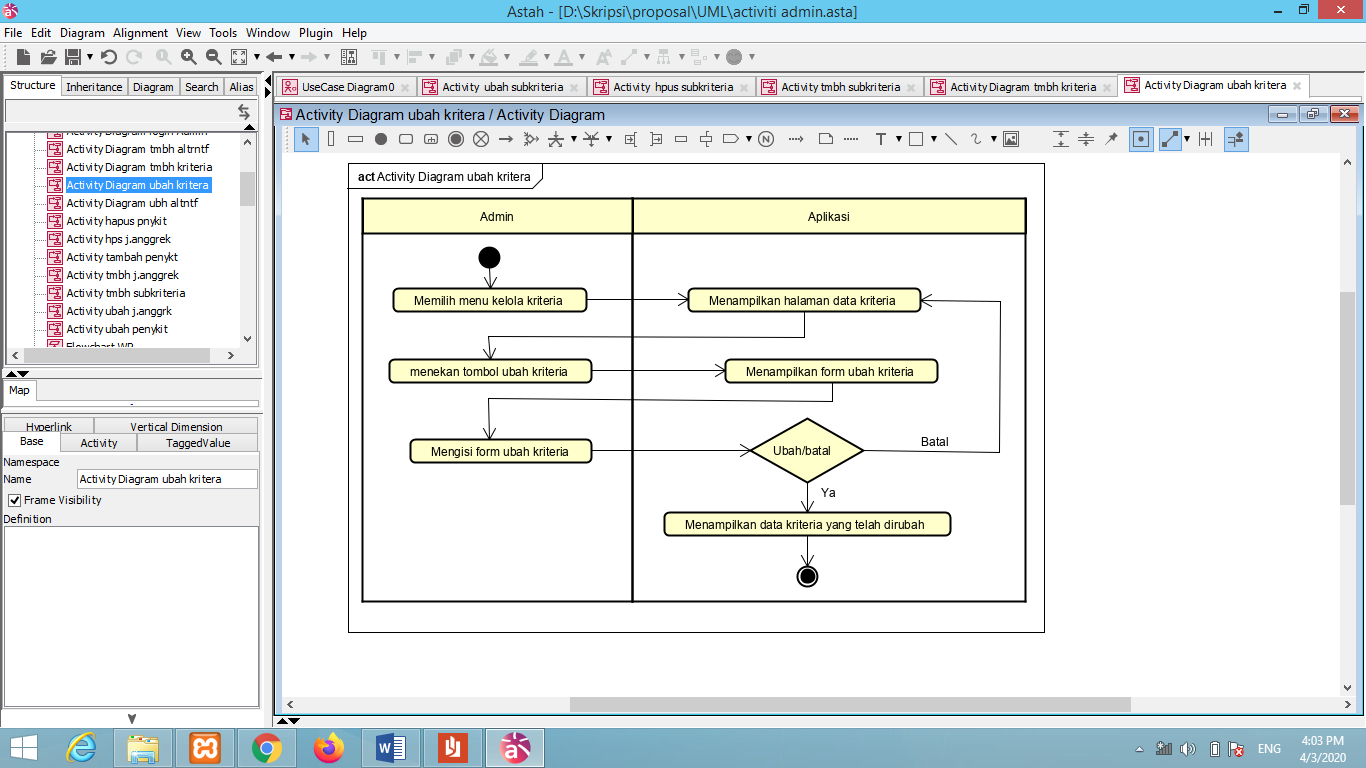 Astah - [D:\Skripsi\proposal\UML\activiti admin.asta]
File Edit Diagram Alignment View Tools Window Plugin Help
Structure Inheritance Diagram Search Alias
Activity Diagram login Admin
Activity Diagram tmbh altrntf
Activity Diagram tmbh kriteria
Activity Diagram ubah kritera
Activity Diagram ubh altntf
Activity hapus pnykit
Activity hps j.anggrek
Activity tambah penykt
Activity tmbh j.anggrek
Activity tmbh subkriteria
Activity ubah j.anggrk
Activity ubah penykit
Flowchart WP
Map
Hyperlink Vertical Dimension
Base Activity TaggedValue
Namespace
Name Activity Diagram ubah kritera
Frame Visibility
Definition
UseCase Diagram0 Activity ubah subkriteria Activity hpus subkriteria Activity tmbh subkriteria Activity Diagram tmbh kriteria Activity Diagram ubah kritera
Activity Diagram ubah kritera / Activity Diagram
N T
act Activity Diagram ubah kritera
Admin Aplikasi
Memilih menu kelola kriteria Menampilkan halaman data kriteria
menekan tombol ubah kriteria Menampilkan form ubah kriteria
Mengisi form ubah kriteria Ubah/batal Batal
Ya
Menampilkan data kriteria yang telah dirubah
ENG 4:03 PM
4/3/2020